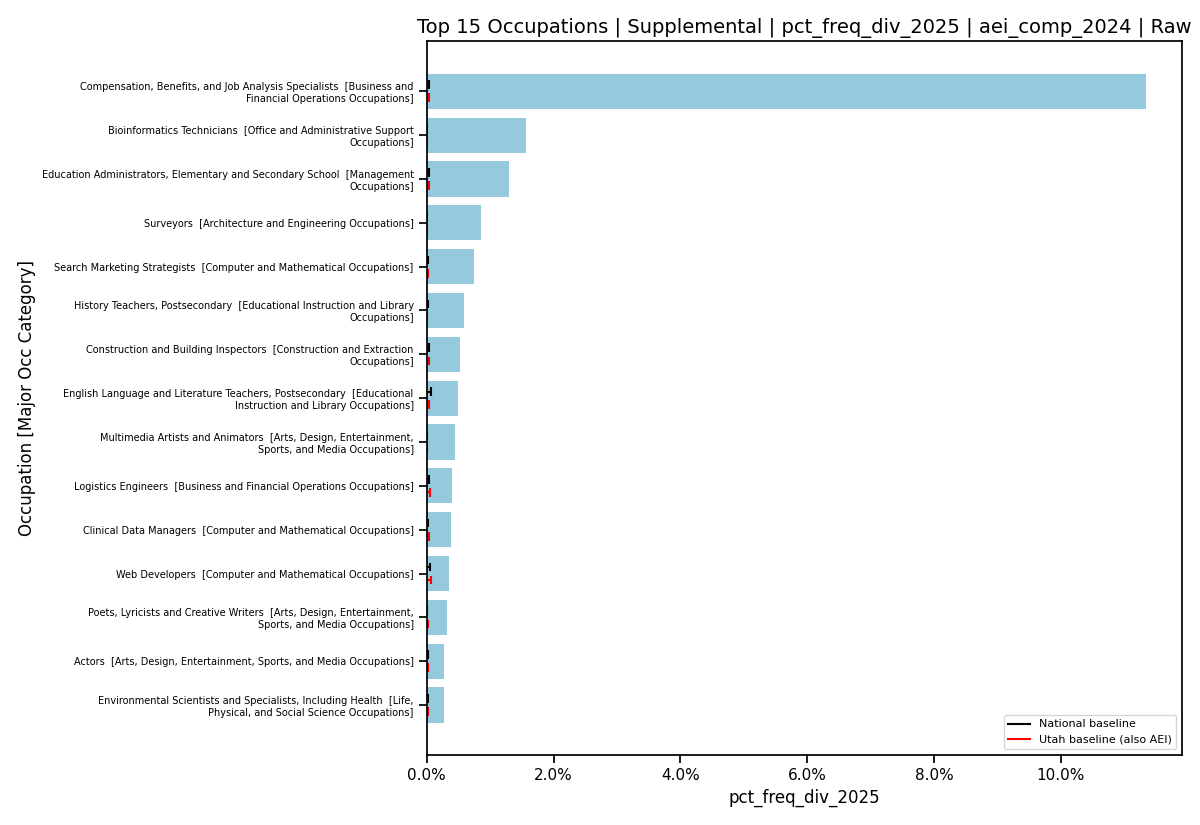 Top 15 Occupations | Supplemental | pct_freq_div_2025 | aei_comp_2024 | Raw
Occupation [Major Occ Category]
Compensation, Benefits, and Job Analysis Specialists  [Business and
Financial Operations Occupations]
Bioinformatics Technicians  [Office and Administrative Support
Occupations]
Education Administrators, Elementary and Secondary School  [Management
Occupations]
Surveyors  [Architecture and Engineering Occupations]
Search Marketing Strategists  [Computer and Mathematical Occupations]
History Teachers, Postsecondary  [Educational Instruction and Library
Occupations]
Construction and Building Inspectors  [Construction and Extraction
Occupations]
English Language and Literature Teachers, Postsecondary  [Educational
Instruction and Library Occupations]
Multimedia Artists and Animators  [Arts, Design, Entertainment,
Sports, and Media Occupations]
Logistics Engineers  [Business and Financial Operations Occupations]
Clinical Data Managers  [Computer and Mathematical Occupations]
Web Developers  [Computer and Mathematical Occupations]
Poets, Lyricists and Creative Writers  [Arts, Design, Entertainment,
Sports, and Media Occupations]
Actors  [Arts, Design, Entertainment, Sports, and Media Occupations]
Environmental Scientists and Specialists, Including Health  [Life,
Physical, and Social Science Occupations]
National baseline
Utah baseline (also AEI)
0.0% 2.0% 4.0% 6.0% 8.0% 10.0%
pct_freq_div_2025